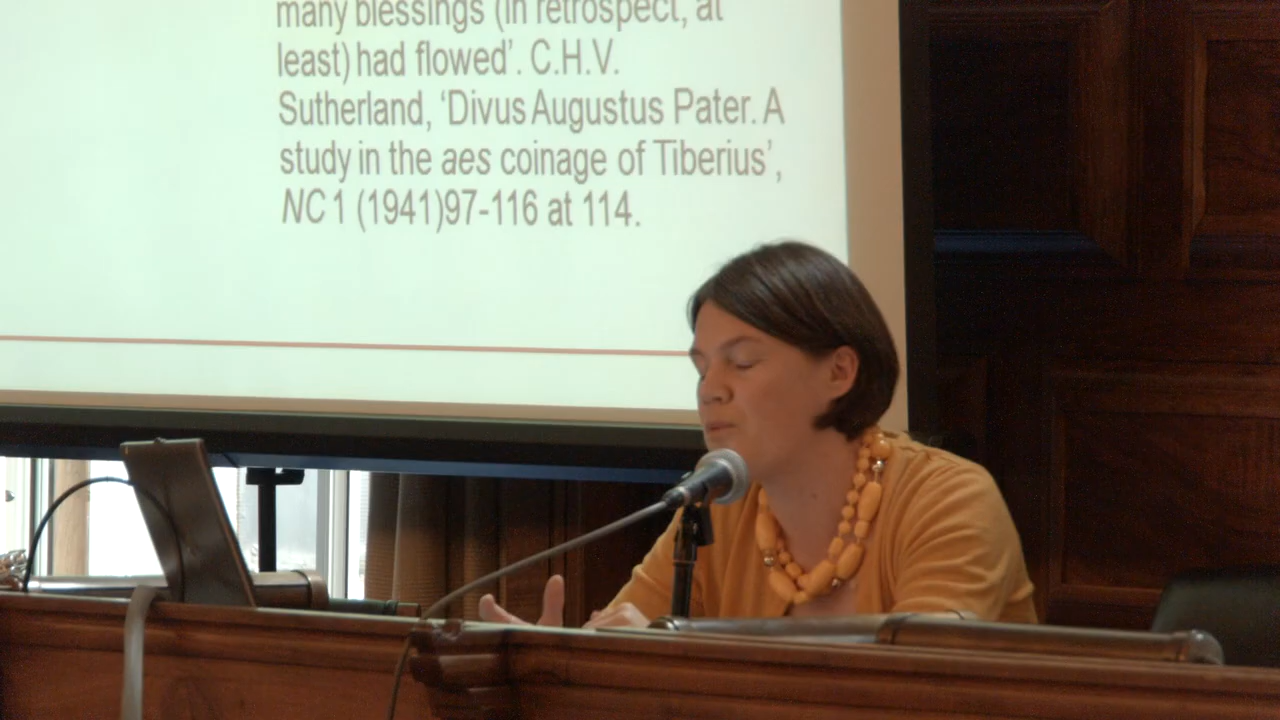 many blessings (in retrospect, at
least) had flowed’. C.H.V.
Sutherland, ‘Divus Augustus Pater. A
study in the aes coinage of Tiberius’,
NC 1 (1941) 97-116 at 114.